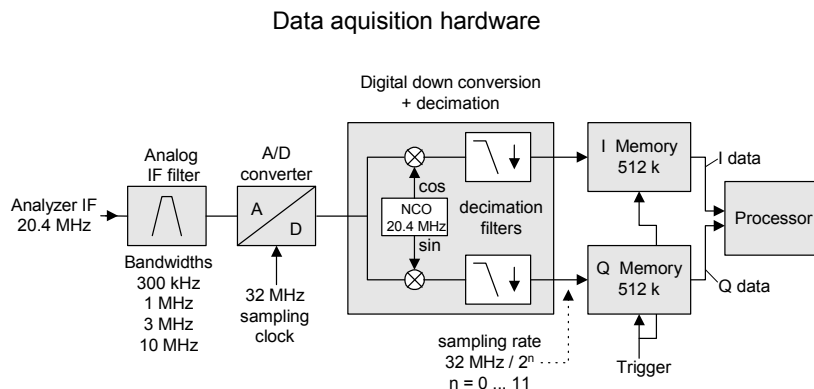 Data aquisition hardware
Digital down conversion
+ decimation
Analog
IF filter
A/D
converter
Analyzer IF
20.4 MHz
A
D
cos
NCO
20.4 MHz
sin
decimation
filters
I Memory
512 k
I data
Processor
Q Memory
512 k
Q data
Bandwidths
300 kHz
1 MHz
3 MHz
10 MHz
32 MHz
sampling
clock
sampling rate
32 MHz / 2ⁿ
n = 0 ... 11
Trigger